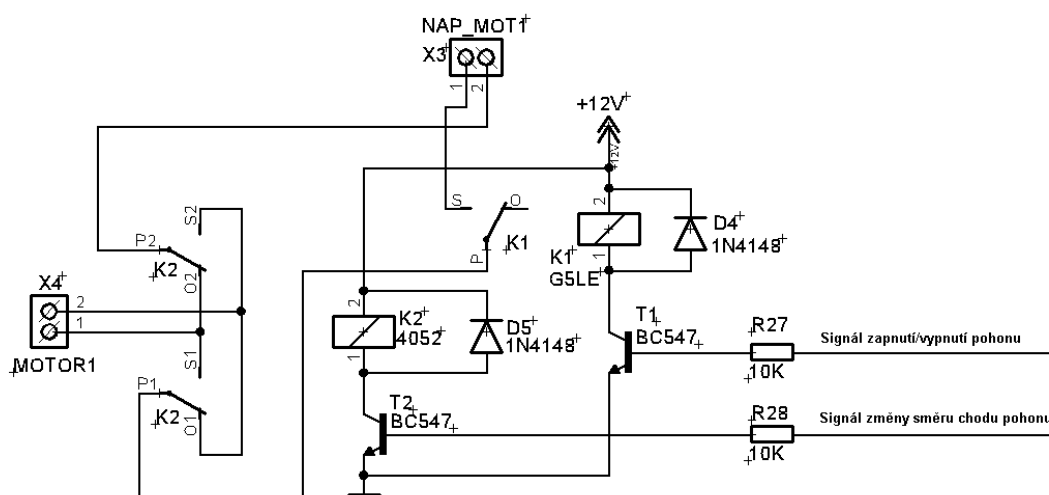 NAP_MOT1
X3
1
2
+12V
+12V
S2
P2
K2
O2
S
O
P
K1
2
K1
1
G5LE
D4
1N4148
X4
2
1
MOTOR1
S1
P1
K2
O1
2
K2
1
4052
D5
1N4148
T1
BC547
R27
10K
Signál zapnutí/vypnutí pohonu
T2
BC547
R28
10K
Signál změny směru chodu pohonu